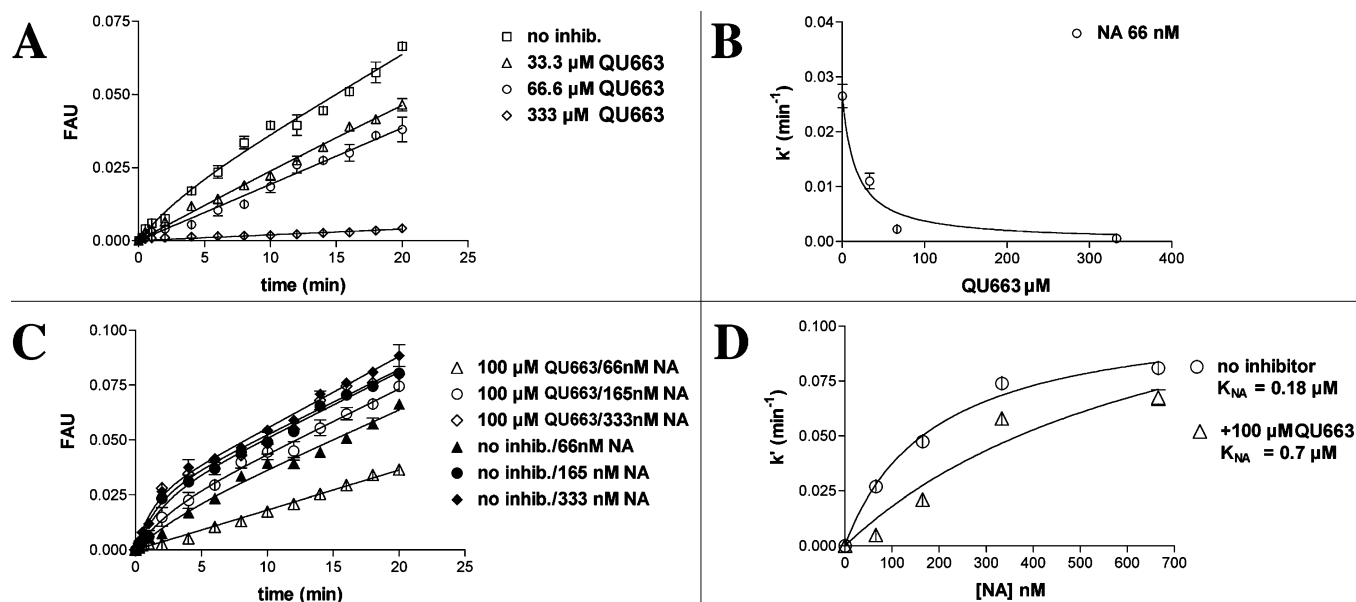 A
FAU
0.075
0.050
0.025
0.000
0 5 10 15 20 25
time (min)
no inhib.
33.3 µM QU663
66.6 µM QU663
333 µM QU663
B
k' (min⁻¹)
0.04
0.03
0.02
0.01
0.00
0 100 200 300 400
QU663 µM
NA 66 nM
C
FAU
0.100
0.075
0.050
0.025
0.000
0 5 10 15 20 25
time (min)
100 µM QU663/66nM NA
100 µM QU663/165nM NA
100 µM QU663/333nM NA
no inhib./66nM NA
no inhib./165 nM NA
no inhib./333 nM NA
D
k' (min⁻¹)
0.100
0.075
0.050
0.025
0.000
0 100 200 300 400 500 600 700
[NA] nM
no inhibitor
K_NA = 0.18 µM
+100 µM QU663
K_NA = 0.7 µM